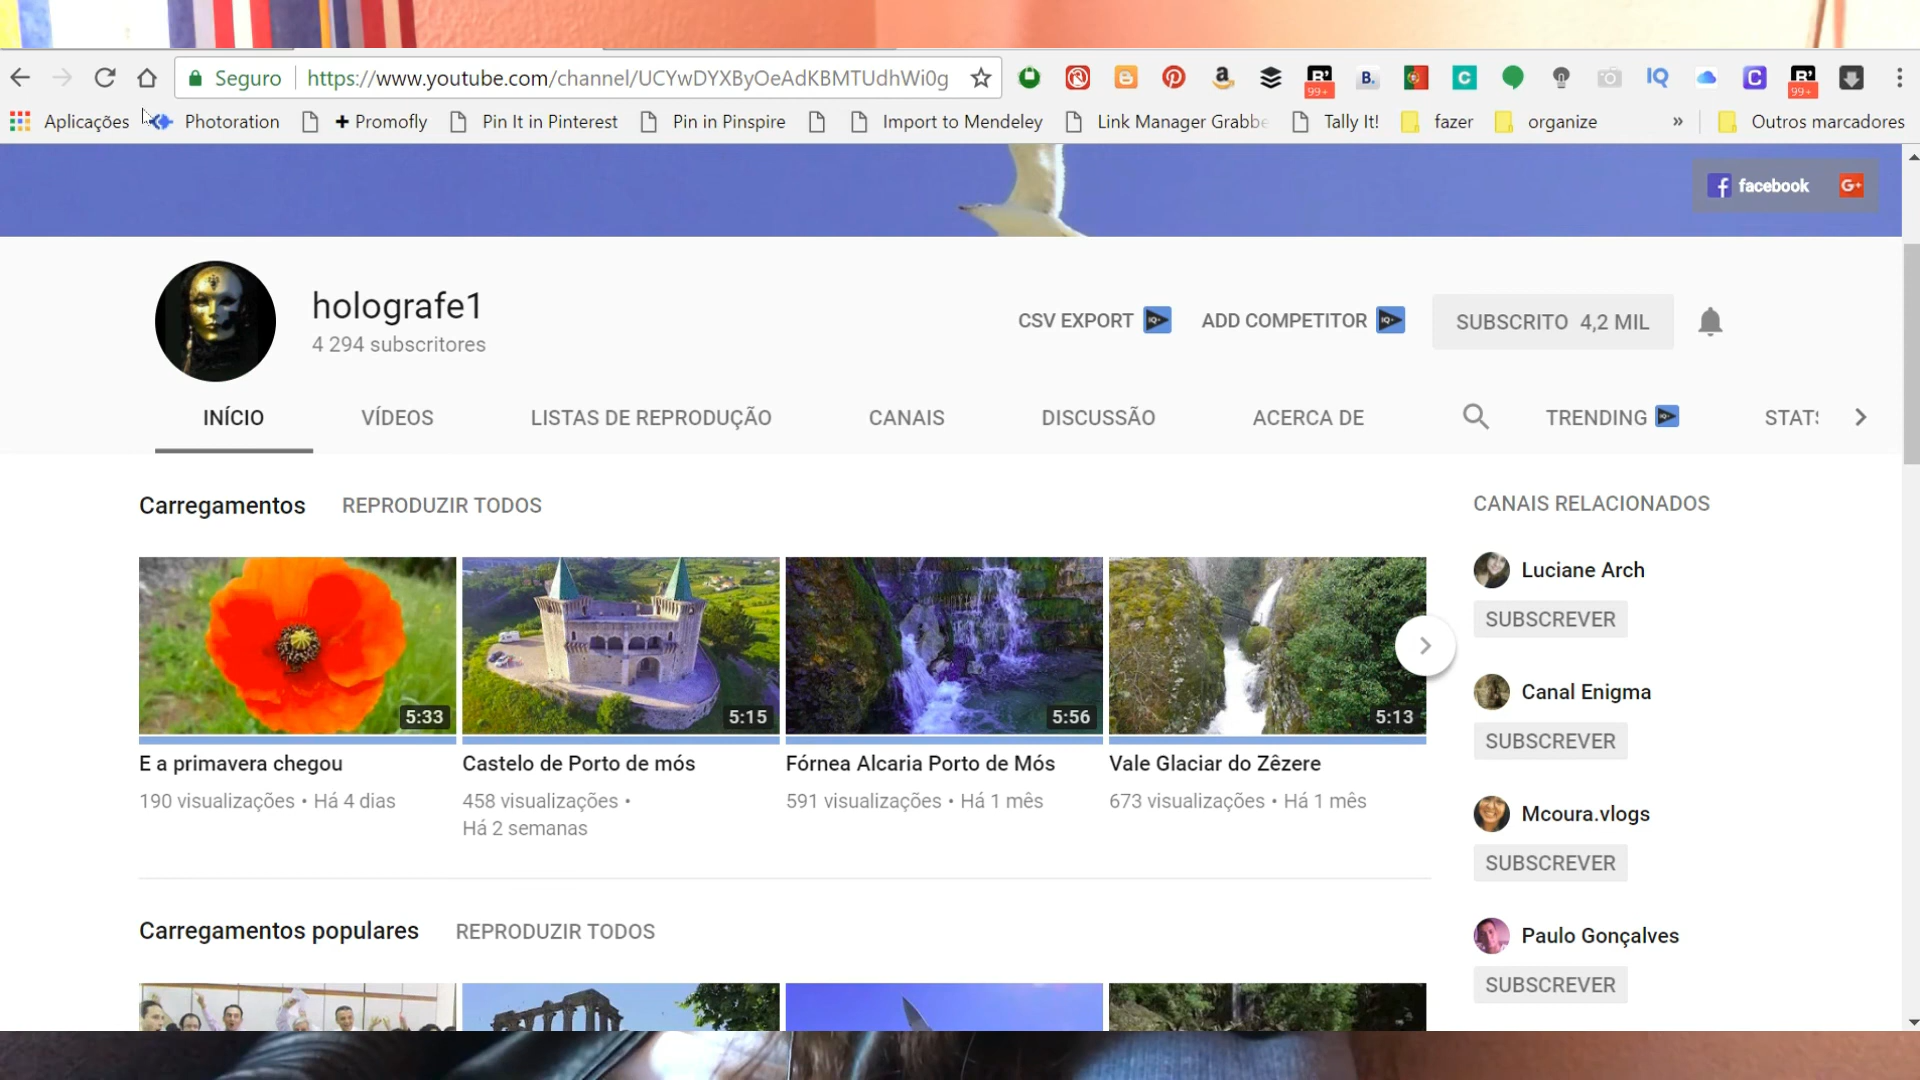 Seguro https://www.youtube.com/channel/UCYwDYXByOeAdKBMTUdhWi0g
99+
B.
C
IQ
C
99+
Aplicações Photoration + Promofly Pin It in Pinterest Pin in Pinspire Import to Mendeley Link Manager Grabbe Tally It! fazer organize » Outros marcadores
facebook G+
holografe1
4 294 subscritores
CSV EXPORT ADD COMPETITOR SUBSCRITO 4,2 MIL
INÍCIO VÍDEOS LISTAS DE REPRODUÇÃO CANAIS DISCUSSÃO ACERCA DE TRENDING STATS
Carregamentos REPRODUZIR TODOS
5:33 5:15 5:56 5:13
E a primavera chegou
190 visualizações • Há 4 dias
Castelo de Porto de mós
458 visualizações •
Há 2 semanas
Fórnea Alcaria Porto de Mós
591 visualizações • Há 1 mês
Vale Glaciar do Zêzere
673 visualizações • Há 1 mês
Carregamentos populares REPRODUZIR TODOS
CANAIS RELACIONADOS
Luciane Arch
SUBSCREVER
Canal Enigma
SUBSCREVER
Mcoura.vlogs
SUBSCREVER
Paulo Gonçalves
SUBSCREVER